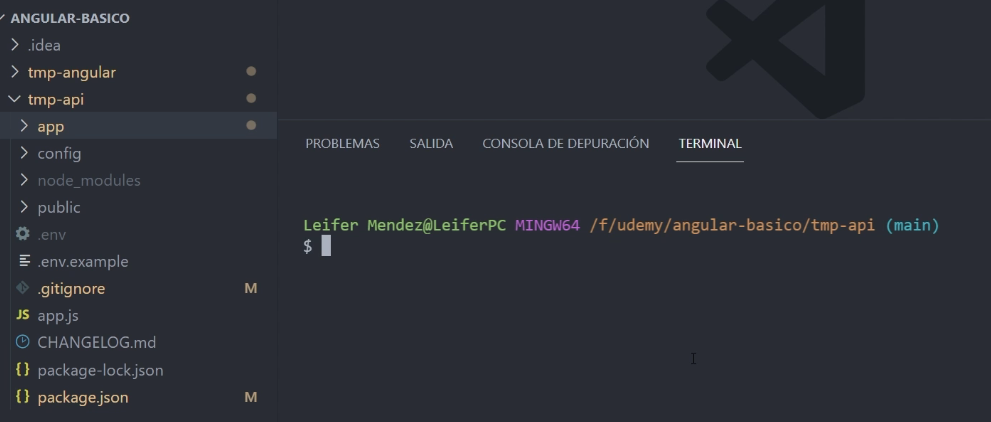 ANGULAR-BASICO
.idea
tmp-angular
tmp-api
app
config
node_modules
public
.env
.env.example
.gitignore M
JS app.js
CHANGELOG.md
{} package-lock.json
{} package.json M
PROBLEMAS SALIDA CONSOLA DE DEPURACIÓN TERMINAL
Leifer Mendez@LeiferPC MINGW64 /f/udemy/angular-basico/tmp-api (main)
$